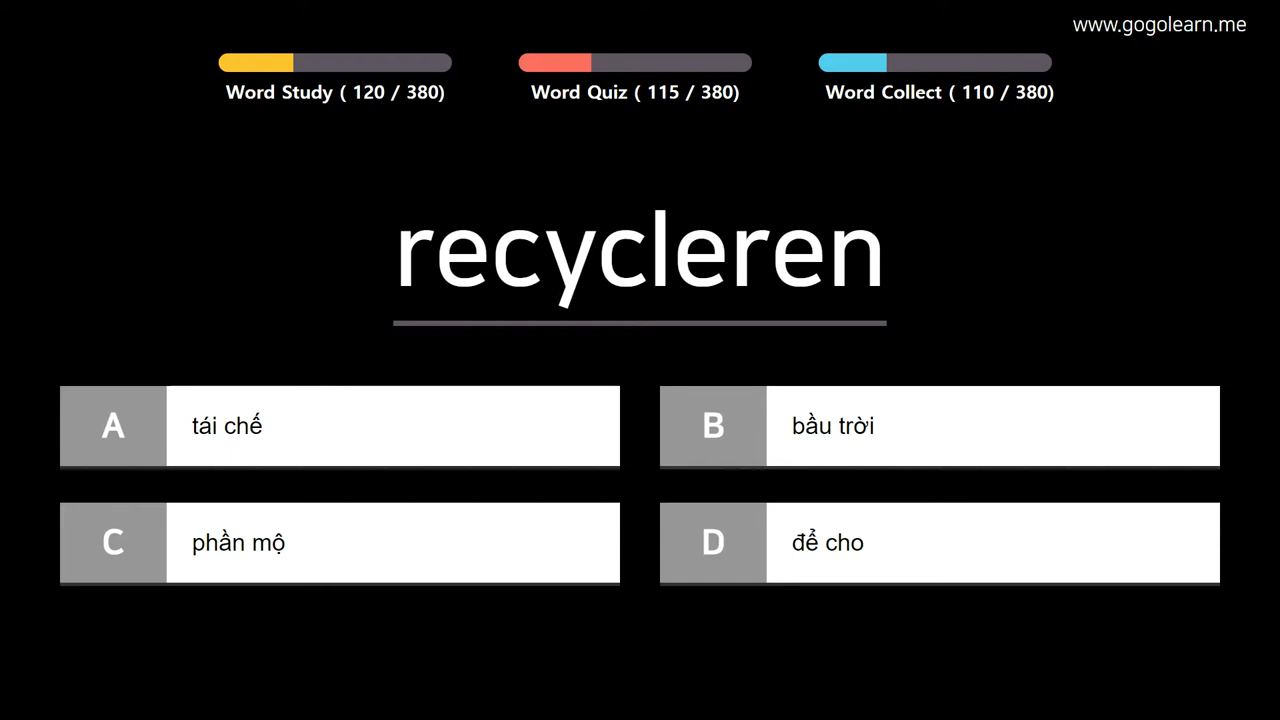 www.gogolearn.me
Word Study ( 120 / 380)
Word Quiz ( 115 / 380)
Word Collect ( 110 / 380)
recycleren
A tái chế
B bầu trời
C phần mộ
D để cho